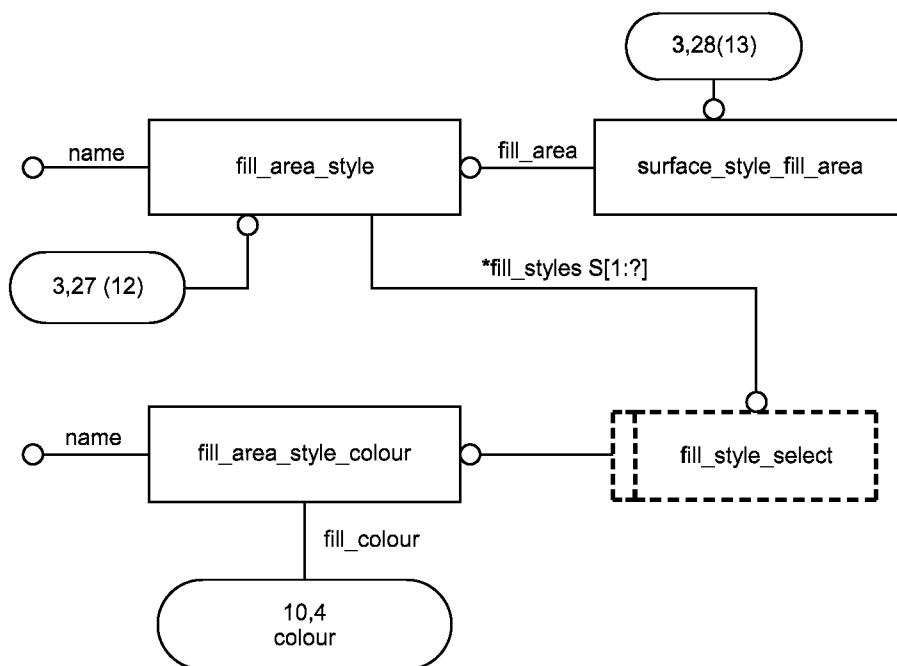 3,28(13)
name
fill_area_style
fill_area
surface_style_fill_area
3,27 (12)
*fill_styles S[1:?]
name
fill_area_style_colour
fill_style_select
fill_colour
10,4
colour